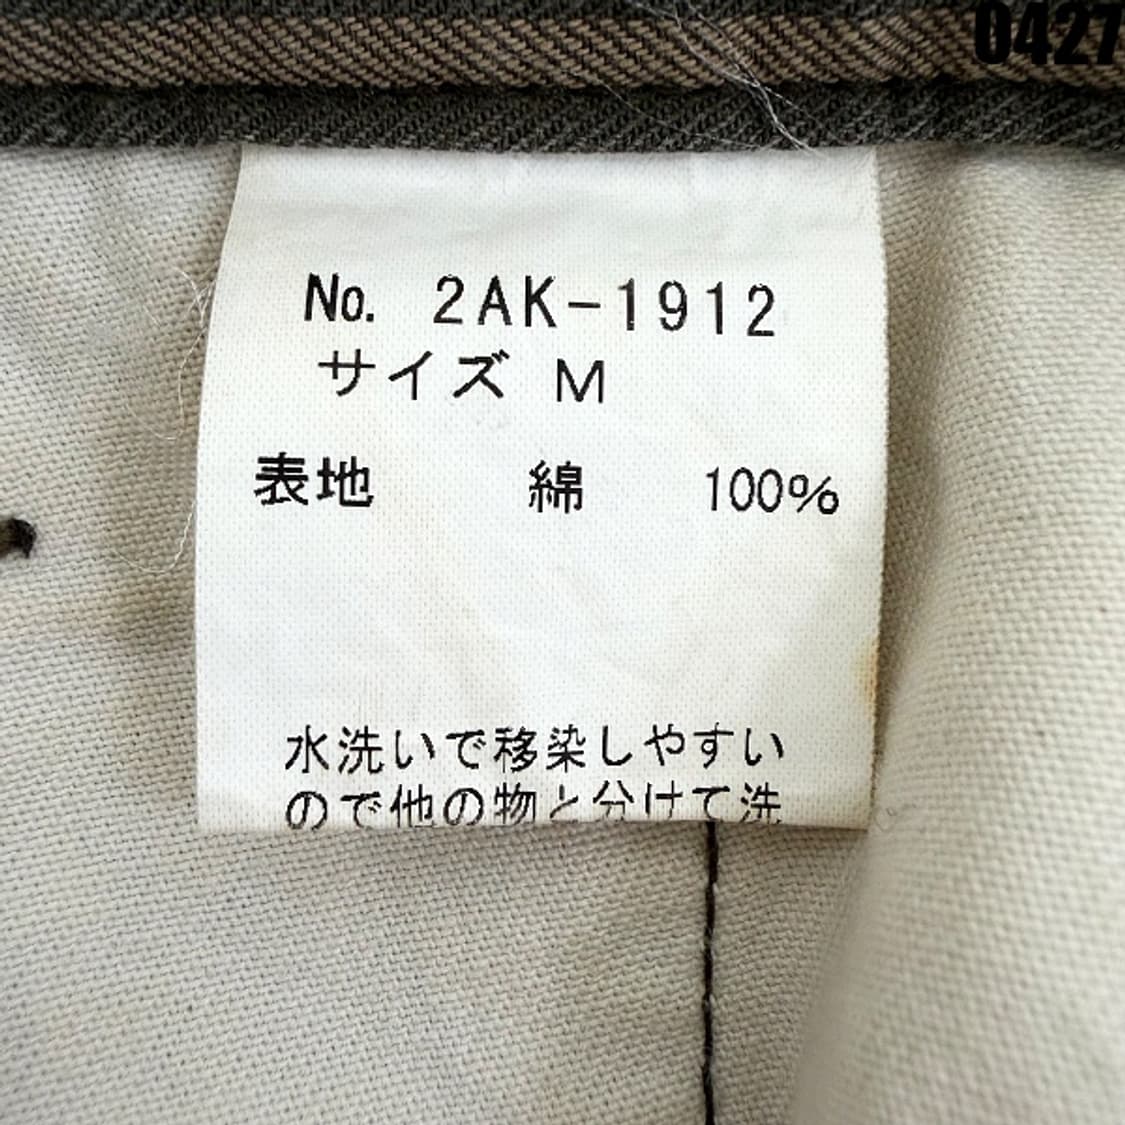 0427
No. 2AK-1912
サイズ M
表地 綿 100%
水洗いで移染しやすい
ので他の物と分けて洗